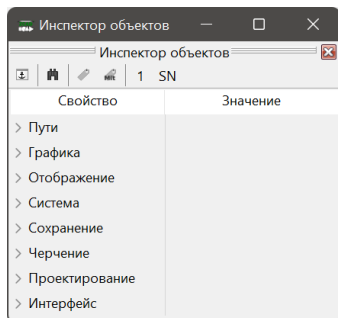 Инспектор объектов
Инспектор объектов
1 SN
Свойство Значение
Пути
Графика
Отображение
Система
Сохранение
Черчение
Проектирование
Интерфейс